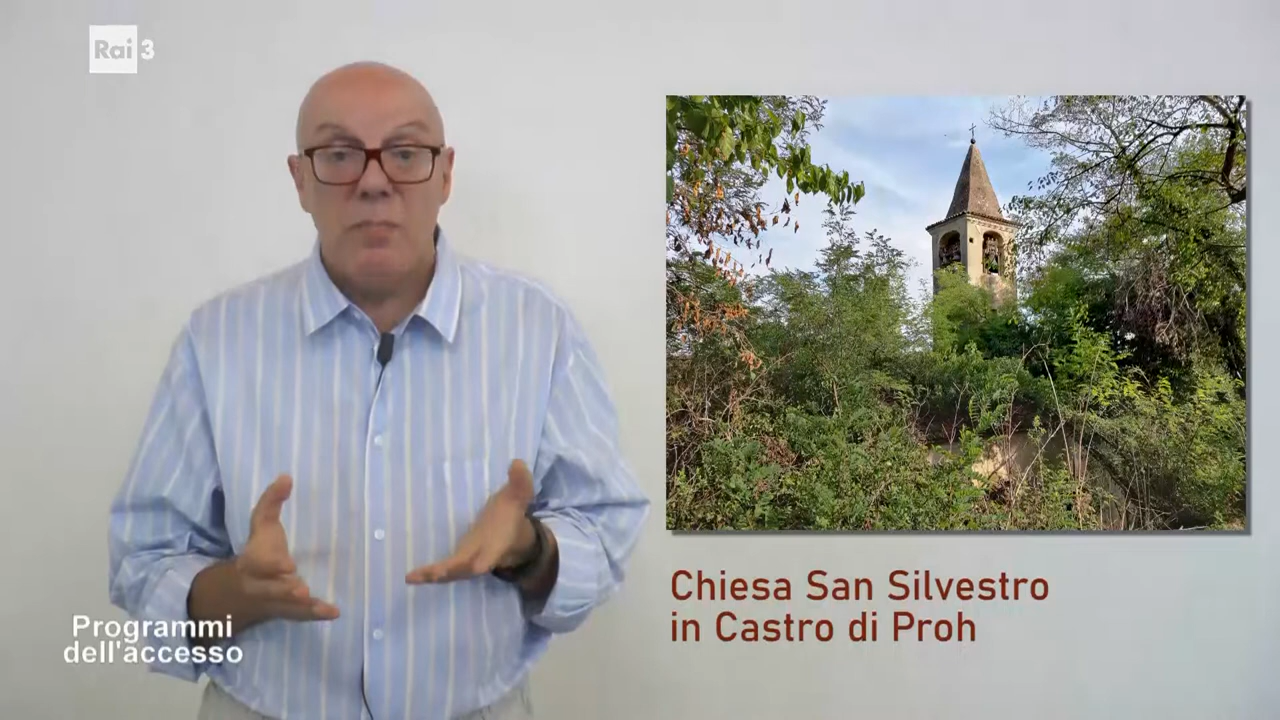 Rai 3
Chiesa San Silvestro
in Castro di Proh
Programmi
dell'accesso